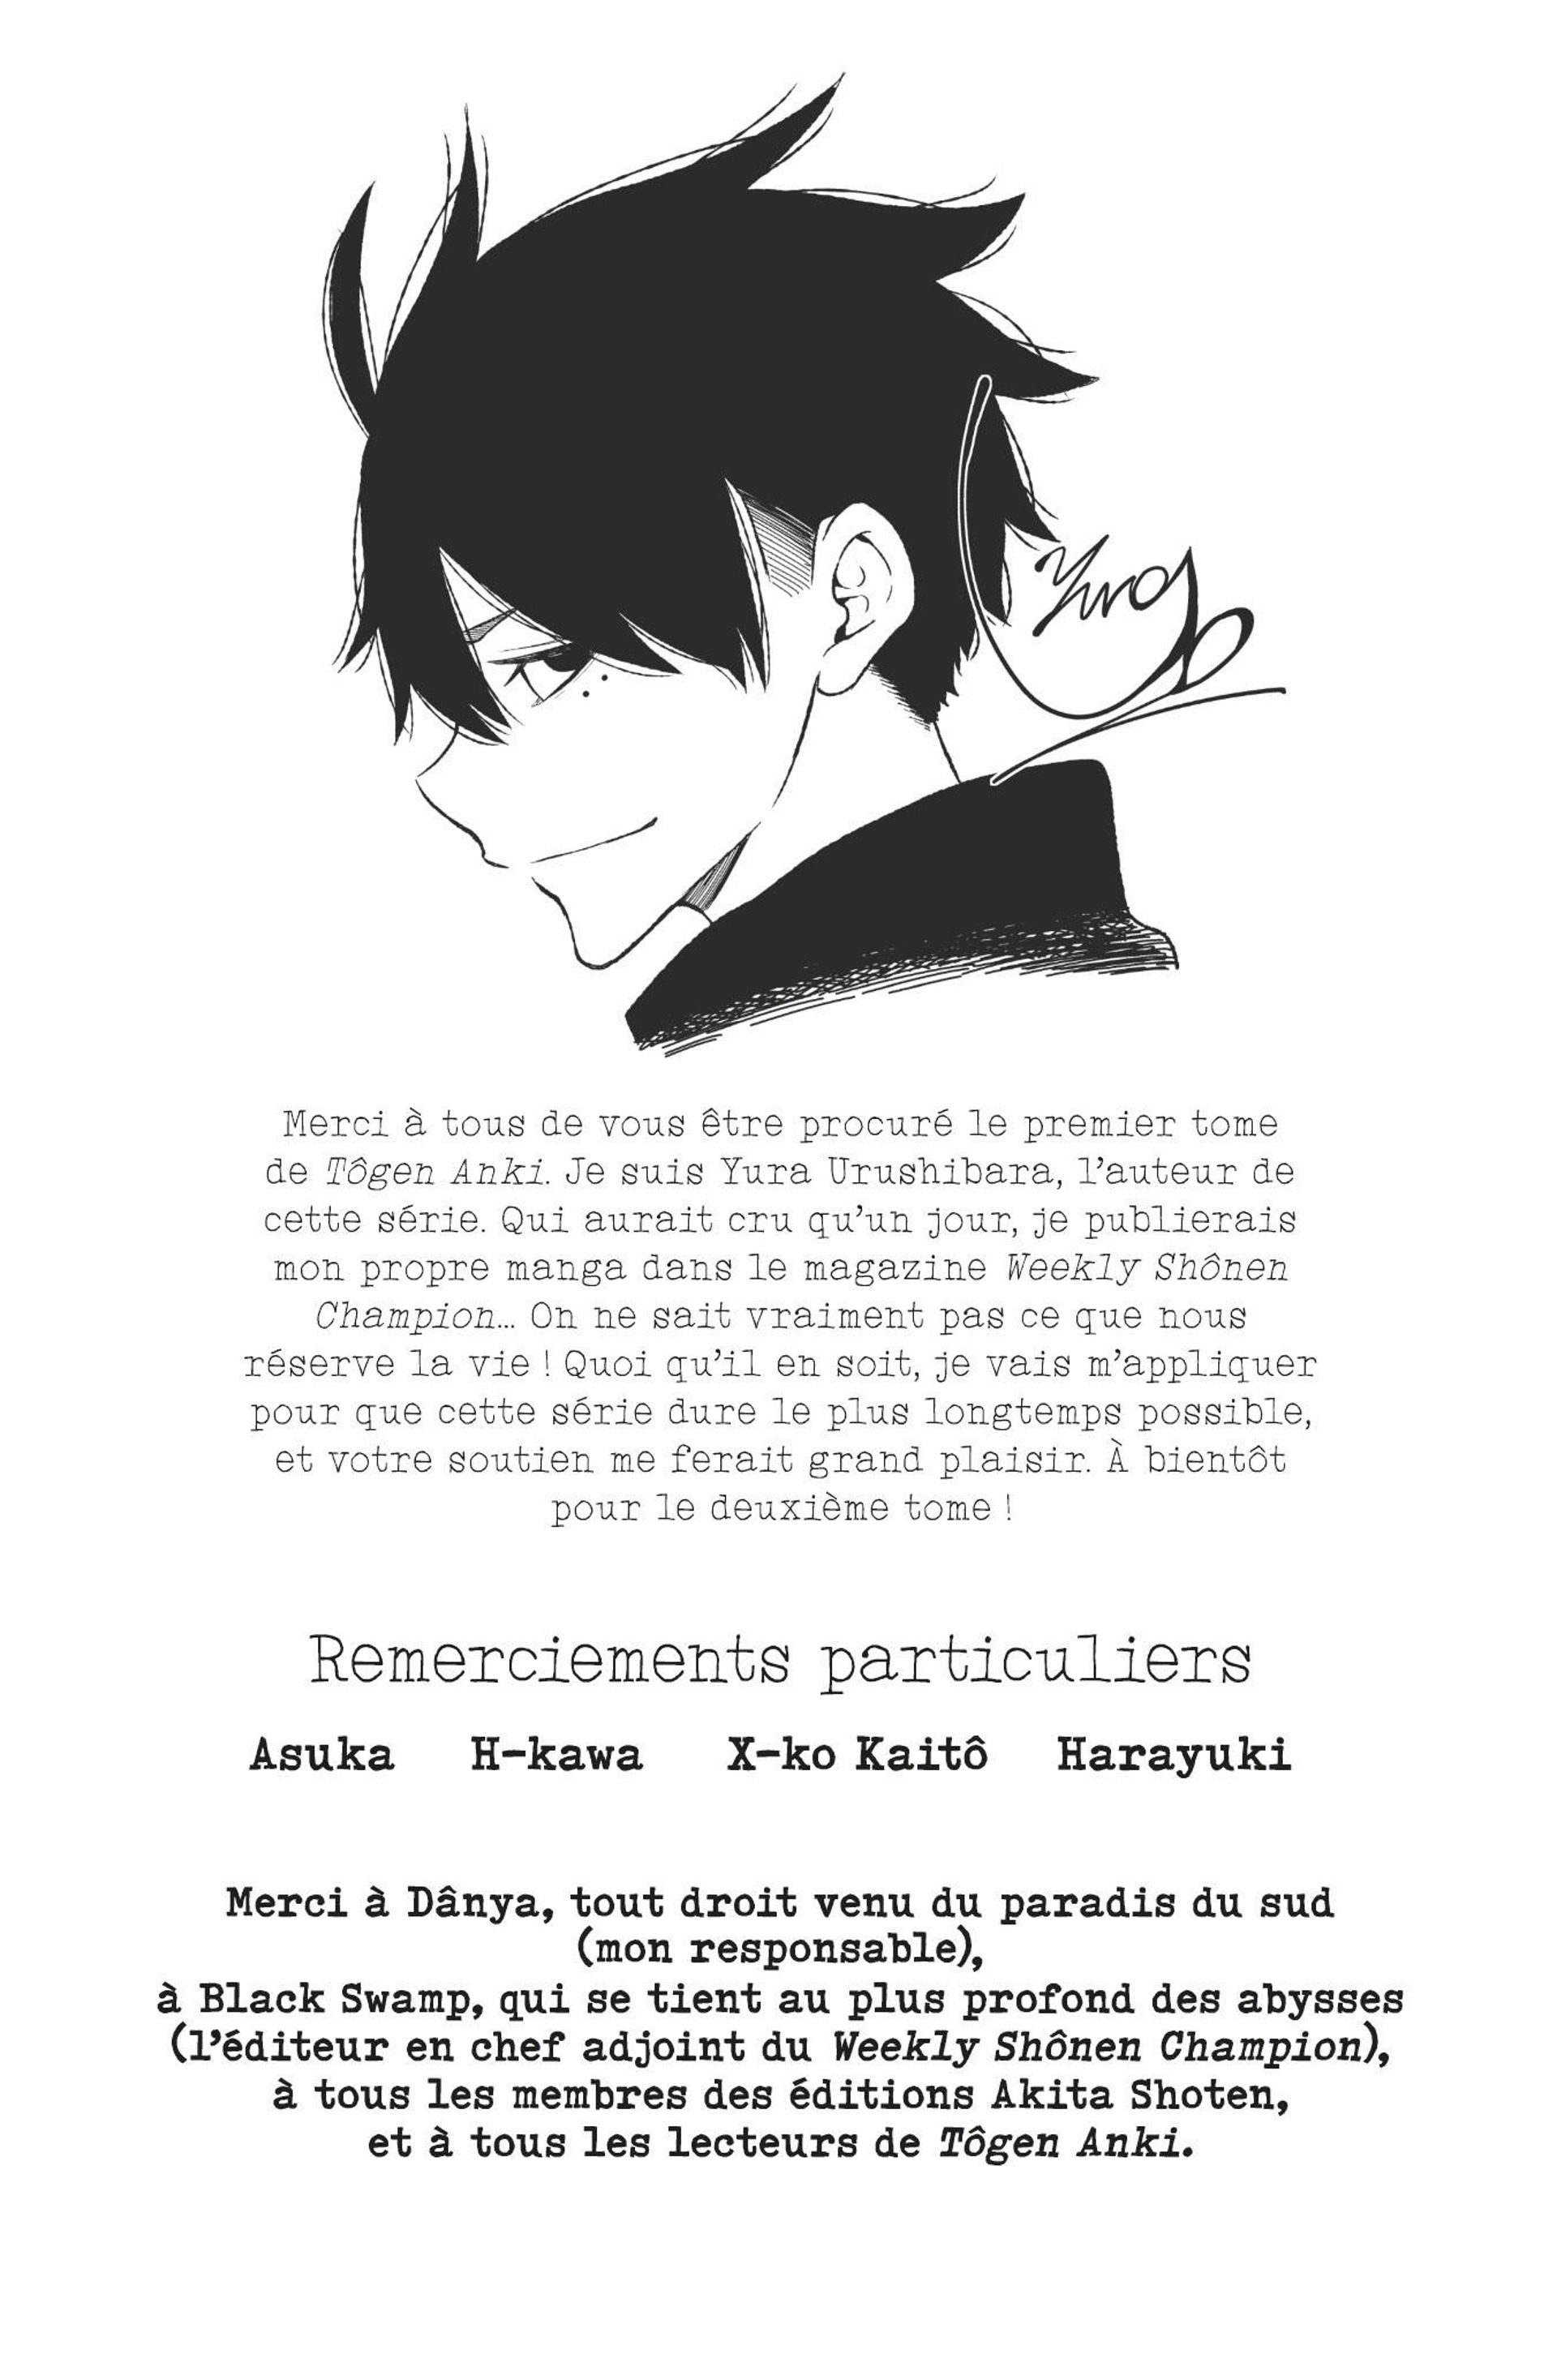 Yura
Merci à tous de vous être procuré le premier tome
de Tôgen Anki. Je suis Yura Urushibara, l’auteur de
cette série. Qui aurait cru qu’un jour, je publierais
mon propre manga dans le magazine Weekly Shônen
Champion… On ne sait vraiment pas ce que nous
réserve la vie ! Quoi qu’il en soit, je vais m’appliquer
pour que cette série dure le plus longtemps possible,
et votre soutien me ferait grand plaisir. À bientôt
pour le deuxième tome !
Remerciements particuliers
Asuka H-kawa X-ko Kaitô Harayuki
Merci à Dânya, tout droit venu du paradis du sud
(mon responsable),
à Black Swamp, qui se tient au plus profond des abysses
(l’éditeur en chef adjoint du Weekly Shônen Champion),
à tous les membres des éditions Akita Shoten,
et à tous les lecteurs de Tôgen Anki.